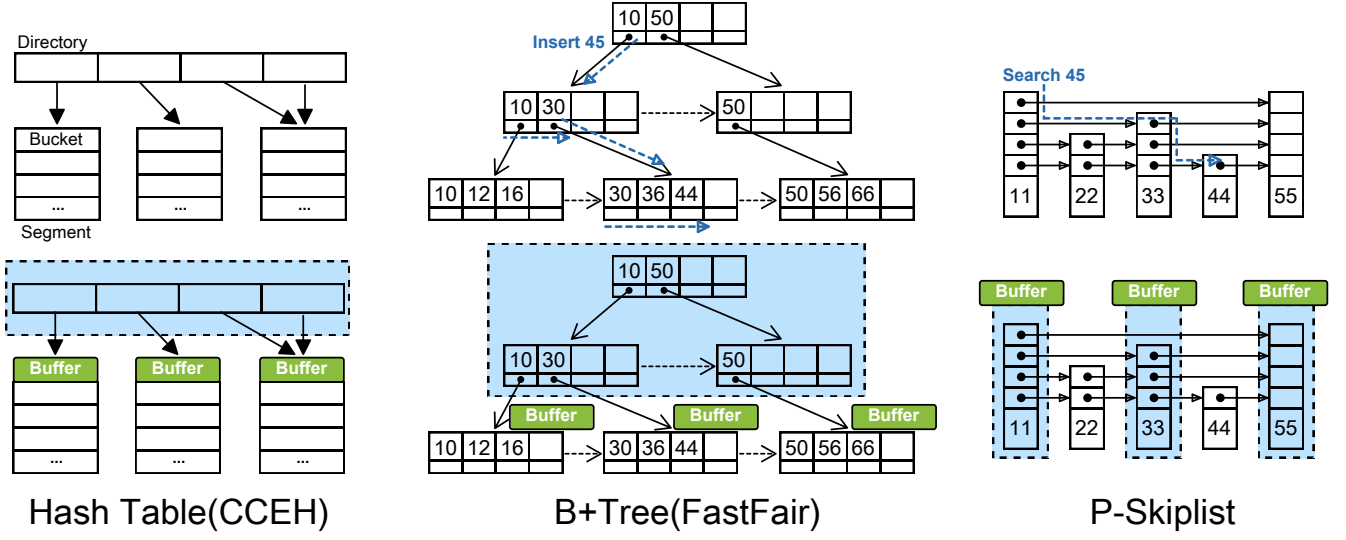 Directory
Bucket
...
...
...
Segment
Buffer
Buffer
Buffer
...
...
...
Hash Table(CCEH)
10 50
Insert 45
10 30
50
10 12 16
30 36 44
50 56 66
10 50
10 30
50
Buffer
Buffer
Buffer
10 12 16
30 36 44
50 56 66
B+Tree(FastFair)
Search 45
11 22 33 44 55
Buffer
Buffer
Buffer
11 22 33 44 55
P-Skiplist